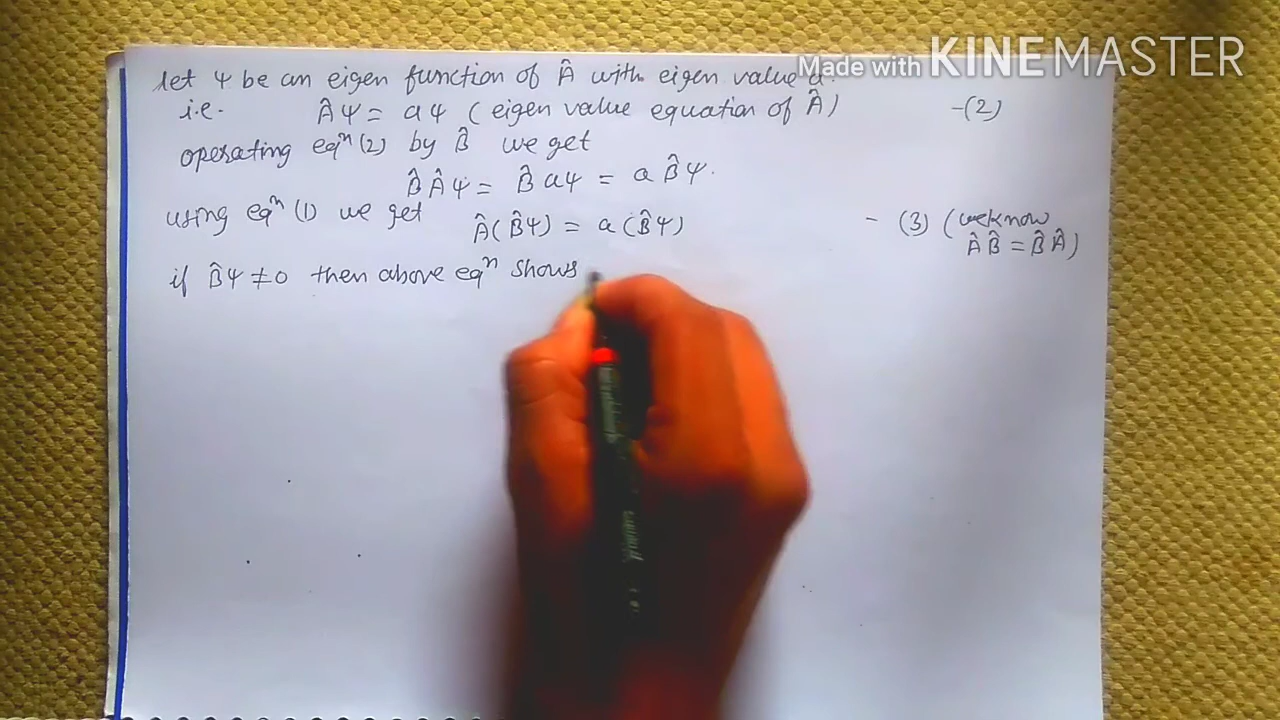 Made with KINEMASTER
let ψ be an eigen function of Â with eigen value a.
i.e. Âψ = aψ (eigen value equation of Â) -(2)
operating eqⁿ(2) by B̂ we get
B̂Âψ = B̂aψ = aB̂ψ.
using eqⁿ(1) we get
Â(B̂ψ) = a(B̂ψ) - (3) (we know
ÂB̂ = B̂Â)
if B̂ψ ≠ 0 then above eqⁿ shows